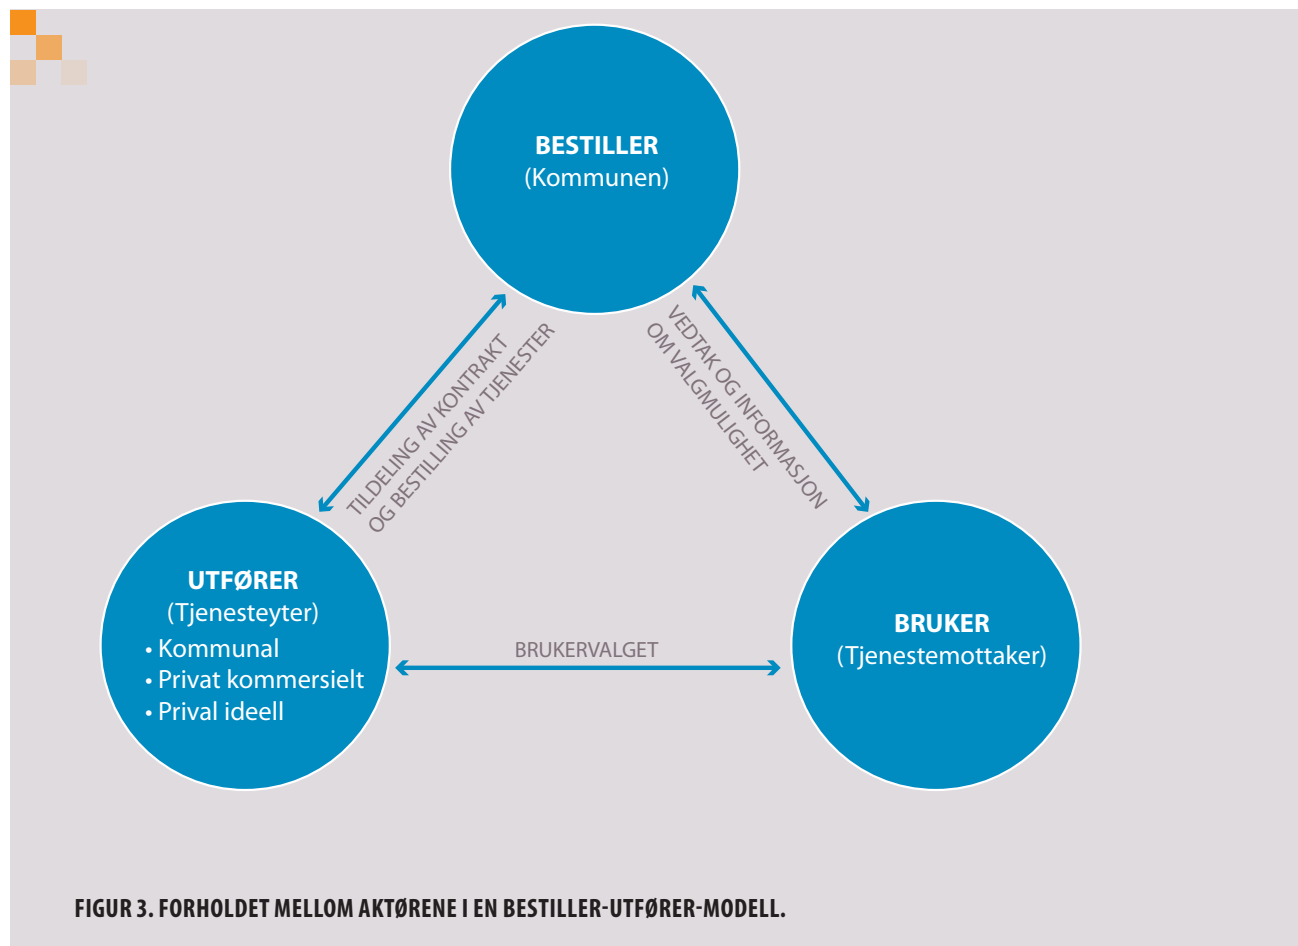 BESTILLER
(Kommunen)
TILDELING AV KONTRAKT
OG BESTILLING AV TJENESTER
VEDTAK OG INFORMASJON
OM VALGMULIGHET
UTFØRER
(Tjenesteyter)
• Kommunal
• Privat kommersielt
• Prival ideell
BRUKERVALGET
BRUKER
(Tjenestemottaker)
FIGUR 3. FORHOLDET MELLOM AKTØRENE I EN BESTILLER-UTFØRER-MODELL.